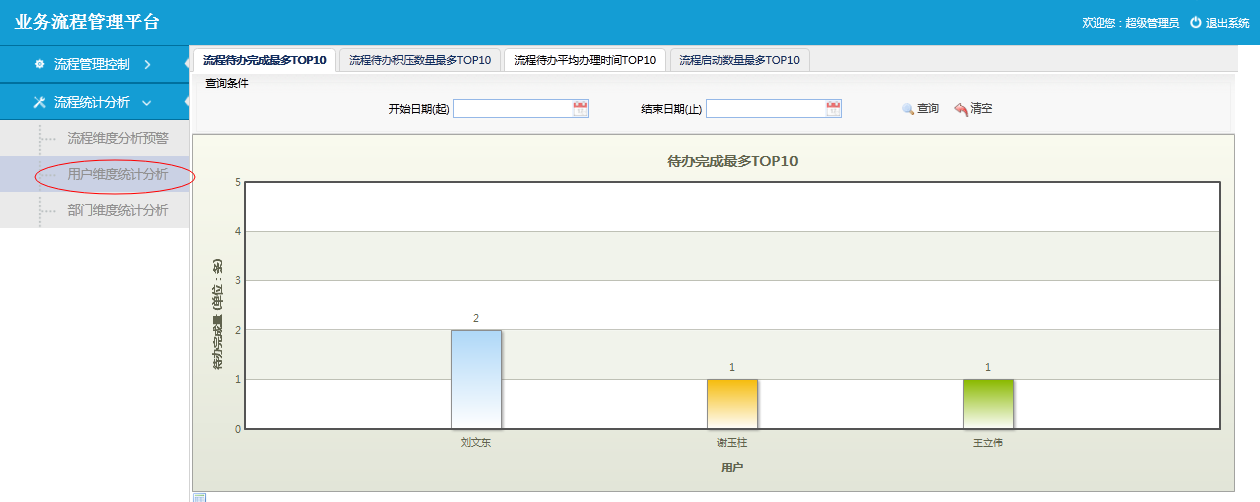 业务流程管理平台
欢迎您：超级管理员 退出系统
流程管理控制
流程统计分析
流程维度分析预警
用户维度统计分析
部门维度统计分析
流程待办完成最多TOP10 流程待办积压数量最多TOP10 流程待办平均办理时间TOP10 流程启动数量最多TOP10
查询条件
开始日期(起) 结束日期(止) 查询 清空
待办完成最多TOP10
待办完成量 (单位：条)
5
4
3
2
1
0
2
1
1
刘文东 谢玉柱 王立伟
用户